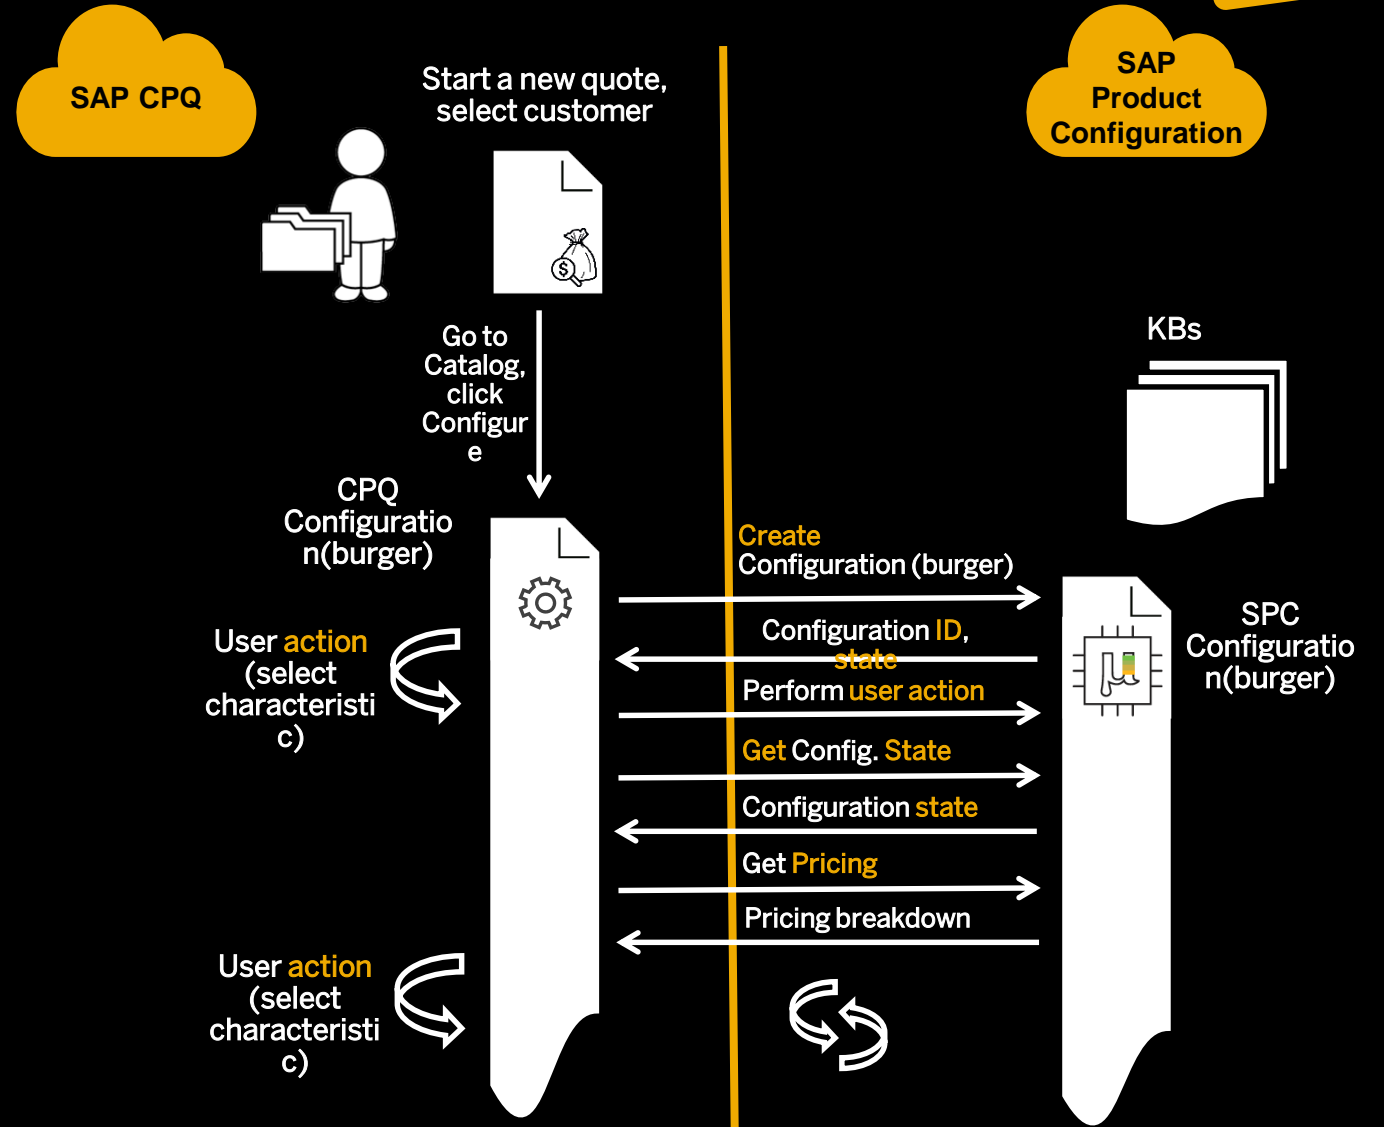 SAP CPQ
Start a new quote,
select customer
SAP
Product
Configuration
$
Go to
Catalog,
click
Configur
e
KBs
CPQ
Configuratio
n(burger)
Create
Configuration (burger)
Configuration ID,
state
User action
(select
characteristi
c)
SPC
Configuratio
n(burger)
µ
Perform user action
Get Config. State
Configuration state
Get Pricing
Pricing breakdown
User action
(select
characteristi
c)